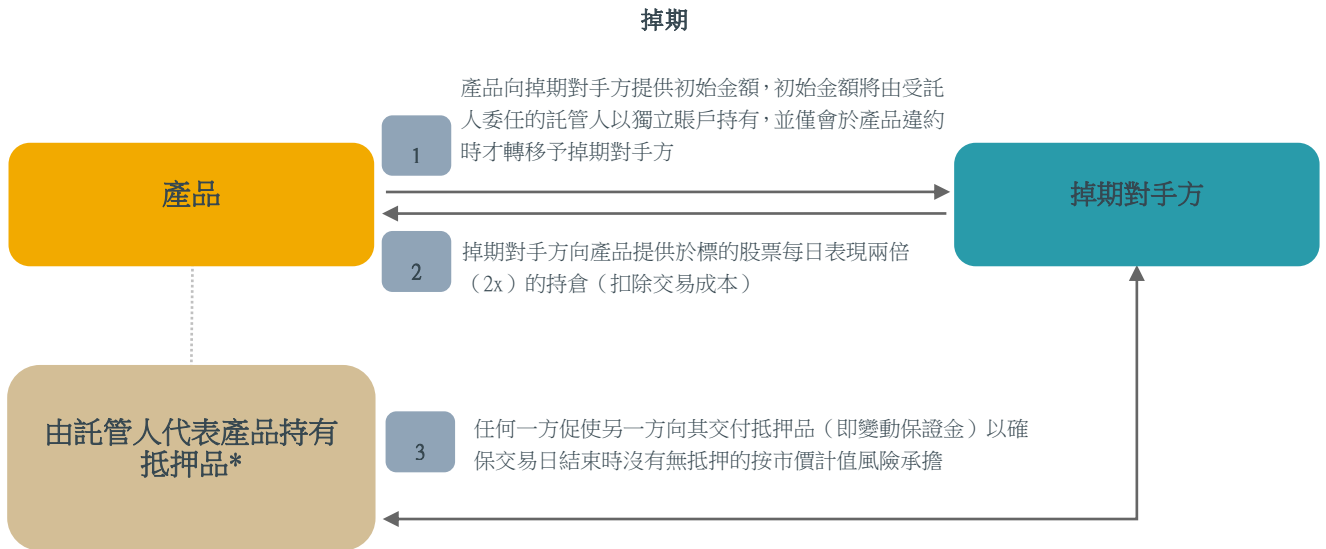 掉期
產品向掉期對手方提供初始金額，初始金額將由受託
人委任的託管人以獨立賬戶持有，並僅會於產品違約
時才轉移予掉期對手方
1
產品
掉期對手方
2
掉期對手方向產品提供於標的股票每日表現兩倍
（2x）的持倉（扣除交易成本）
由託管人代表產品持有
抵押品*
3
任何一方促使另一方向其交付抵押品（即變動保證金）以確
保交易日結束時沒有無抵押的按市價計值風險承擔